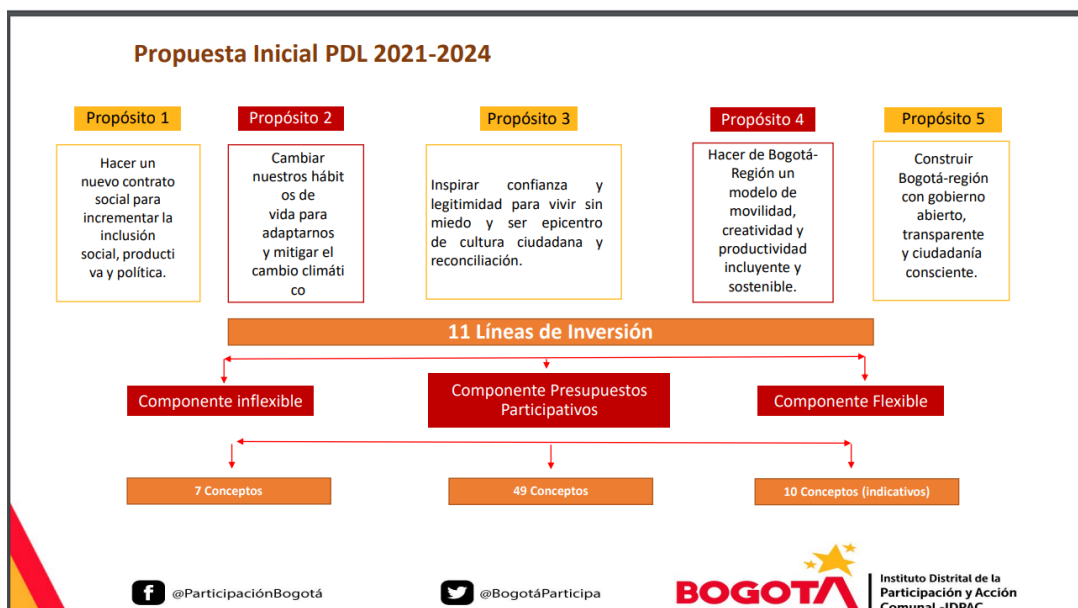 Propuesta Inicial PDL 2021-2024
Propósito 1
Hacer un
nuevo contrato
social para
incrementar la
inclusión
social, producti
va y política.
Propósito 2
Cambiar
nuestros hábit
os de
vida para
adaptarnos
y mitigar el
cambio climáti
co
Propósito 3
Inspirar confianza y
legitimidad para vivir sin
miedo y ser epicentro
de cultura ciudadana y
reconciliación.
Propósito 4
Hacer de Bogotá-
Región un
modelo de
movilidad,
creatividad y
productividad
incluyente y
sostenible.
Propósito 5
Construir
Bogotá-región
con gobierno
abierto,
transparente
y ciudadanía
consciente.
11 Líneas de Inversión
Componente inflexible
Componente Presupuestos
Participativos
Componente Flexible
7 Conceptos
49 Conceptos
10 Conceptos (indicativos)
@ParticipaciónBogotá
@BogotáParticipa
BOGOTÁ
Instituto Distrital de la
Participación y Acción
Comunal -IDPAC